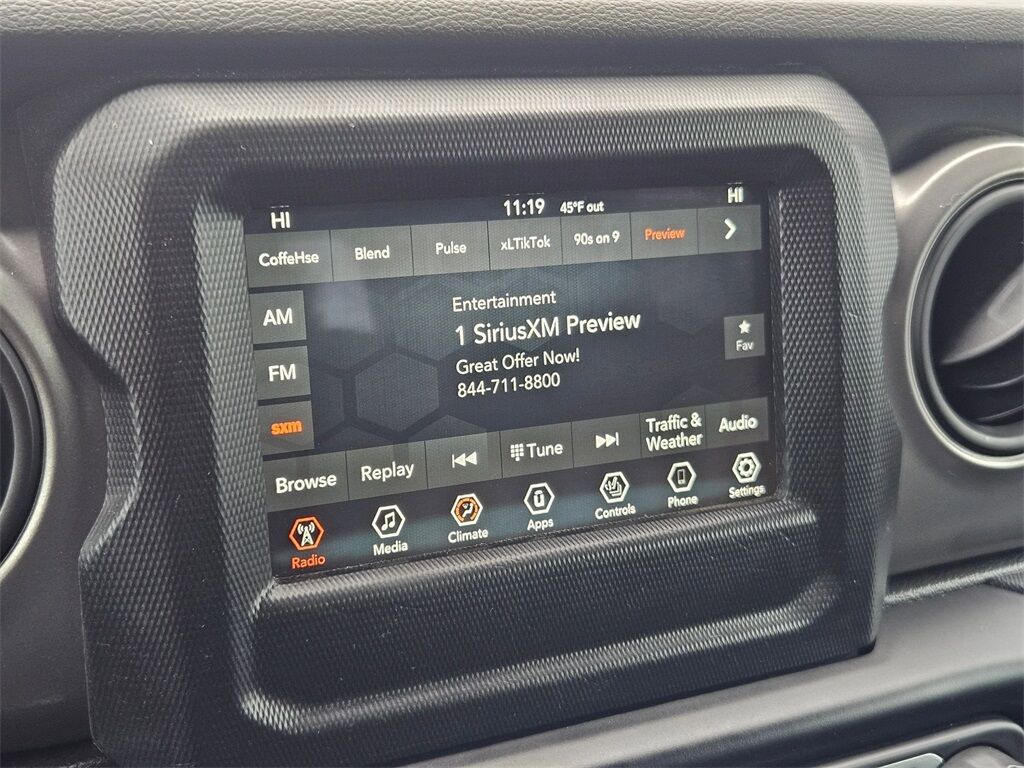 HI 11:19 45°F out HI
CoffeHse Blend Pulse xLTikTok 90s on 9 Preview
AM
FM
sxm
Entertainment
1 SiriusXM Preview
Great Offer Now!
844-711-8800
Fav
Browse Replay Tune Traffic & Weather Audio
Radio Media Climate Apps Controls Phone Settings